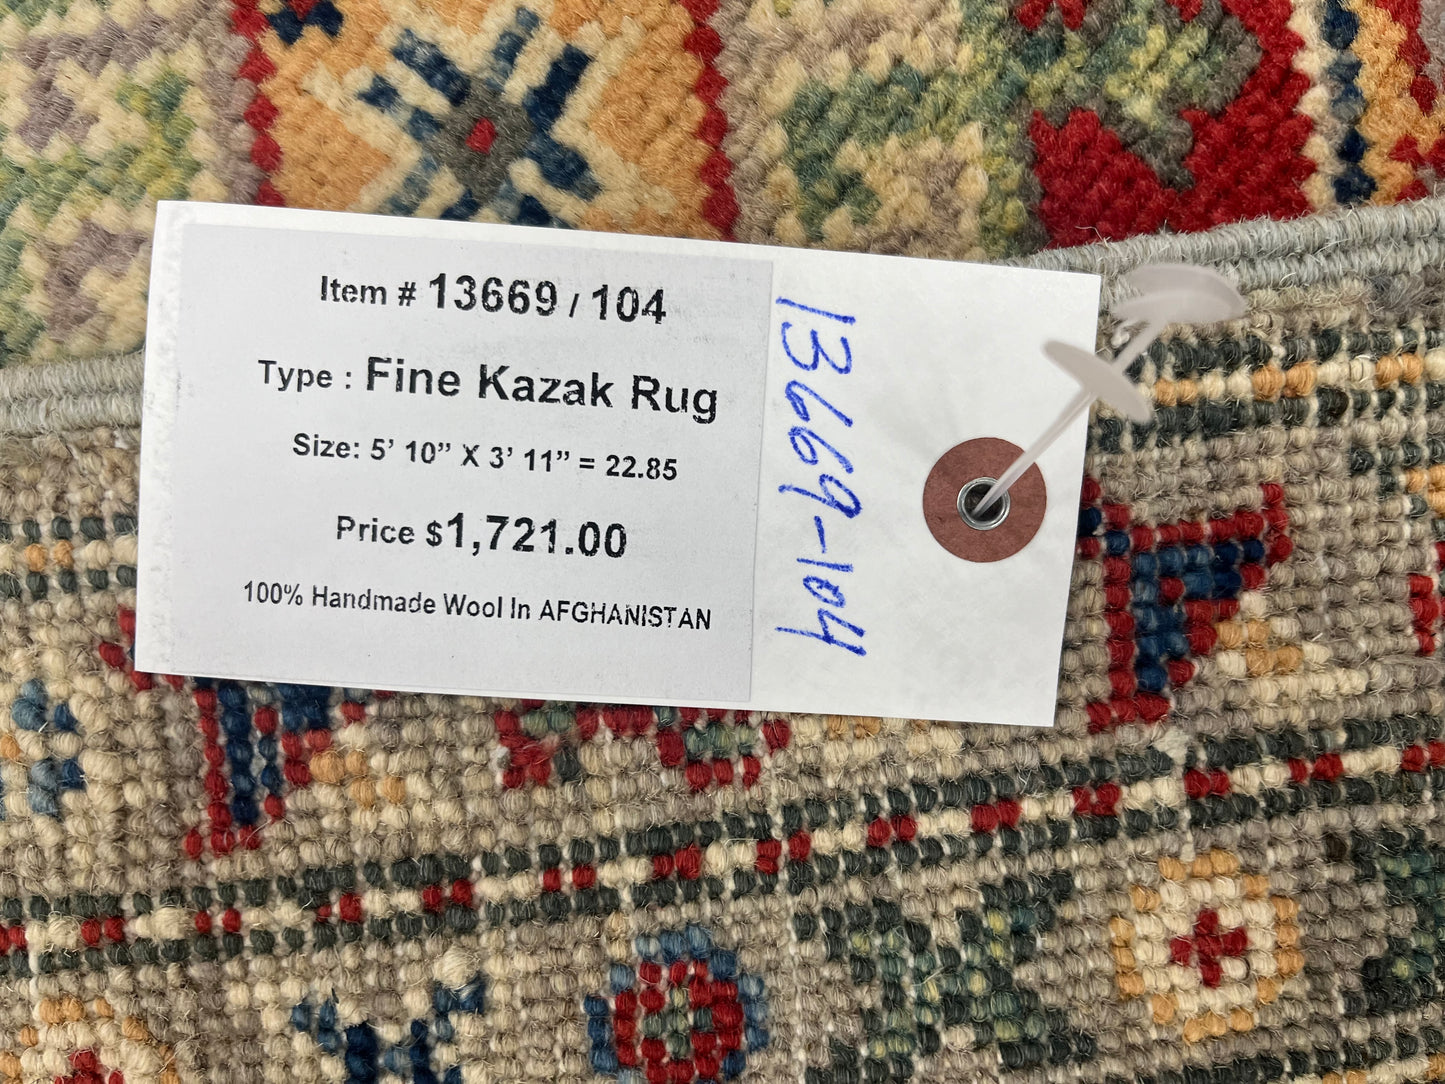 Item # 13669 / 104
Type : Fine Kazak Rug
Size: 5’ 10” X 3’ 11” = 22.85
Price $1,721.00
100% Handmade Wool In AFGHANISTAN
13669-104